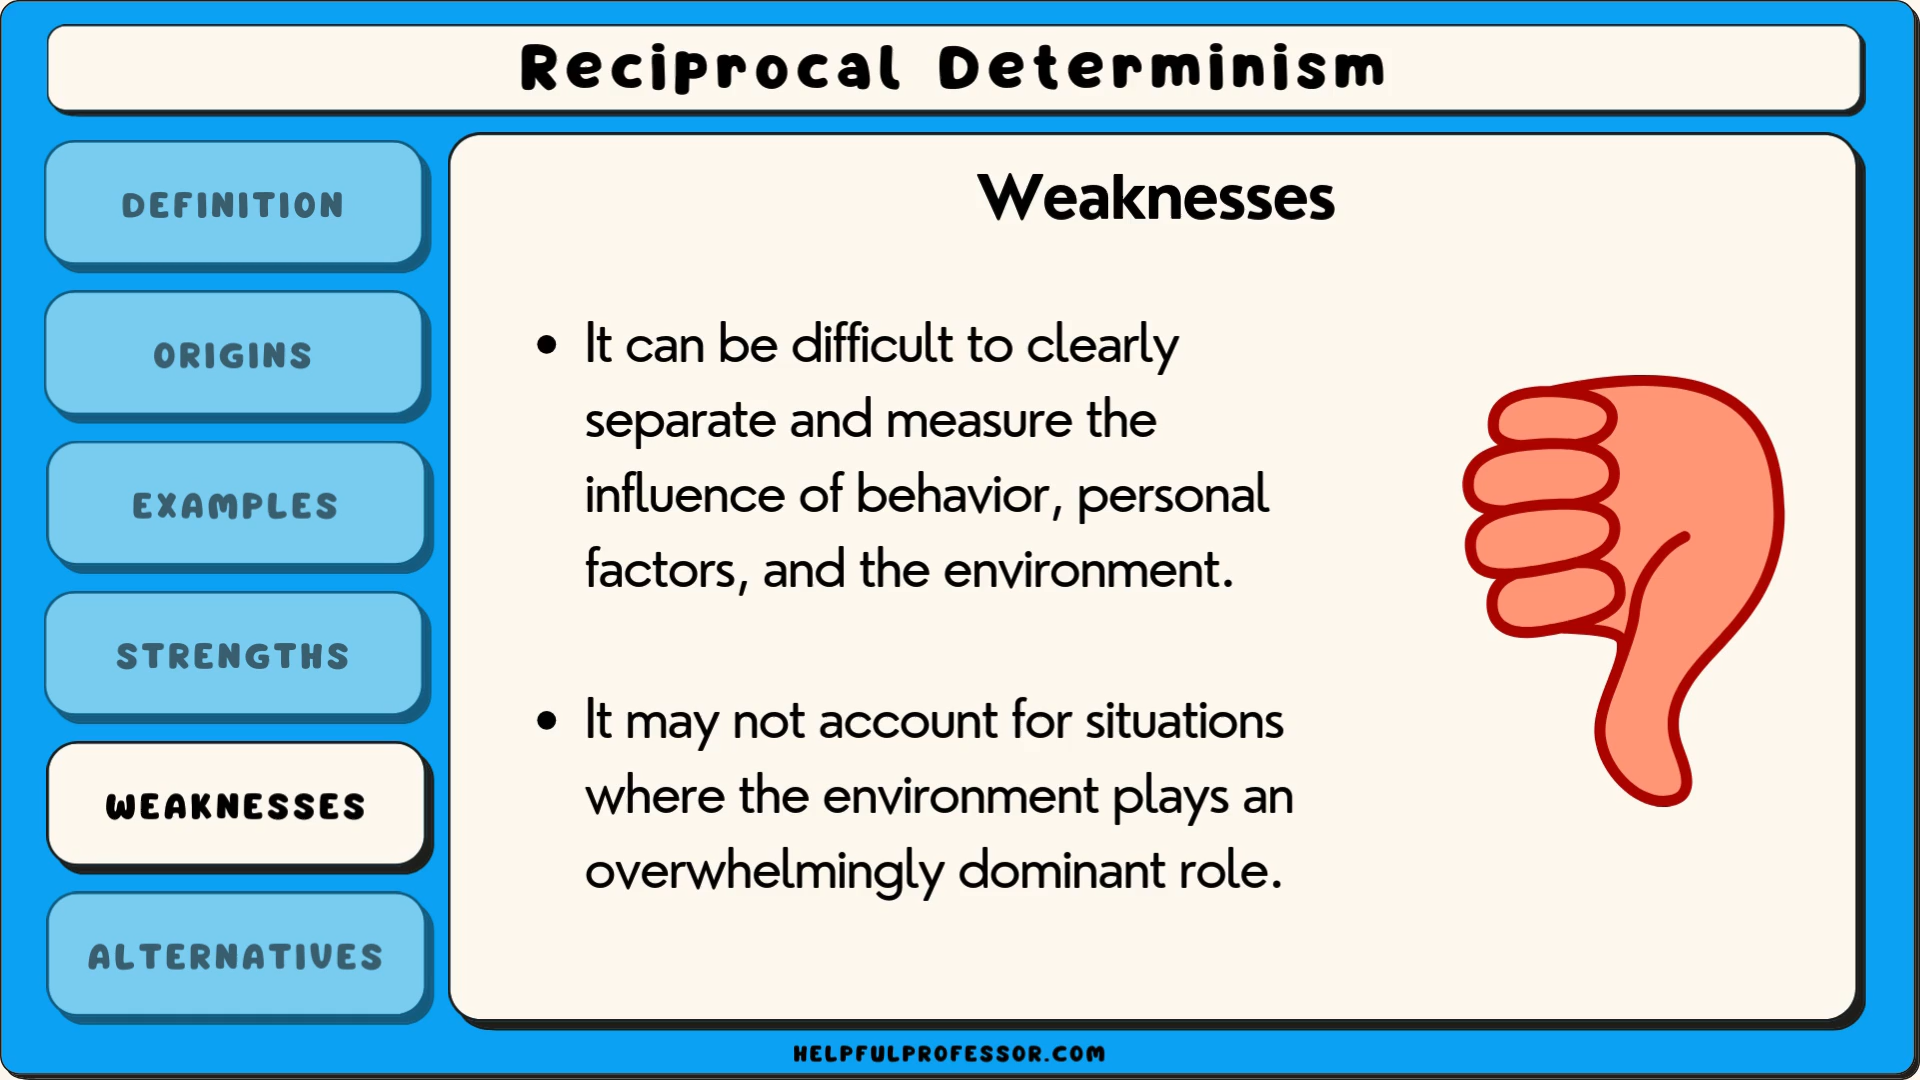 Reciprocal Determinism
DEFINITION
ORIGINS
EXAMPLES
STRENGTHS
WEAKNESSES
ALTERNATIVES
Weaknesses
• It can be difficult to clearly
separate and measure the
influence of behavior, personal
factors, and the environment.
• It may not account for situations
where the environment plays an
overwhelmingly dominant role.
HELPFULPROFESSOR.COM